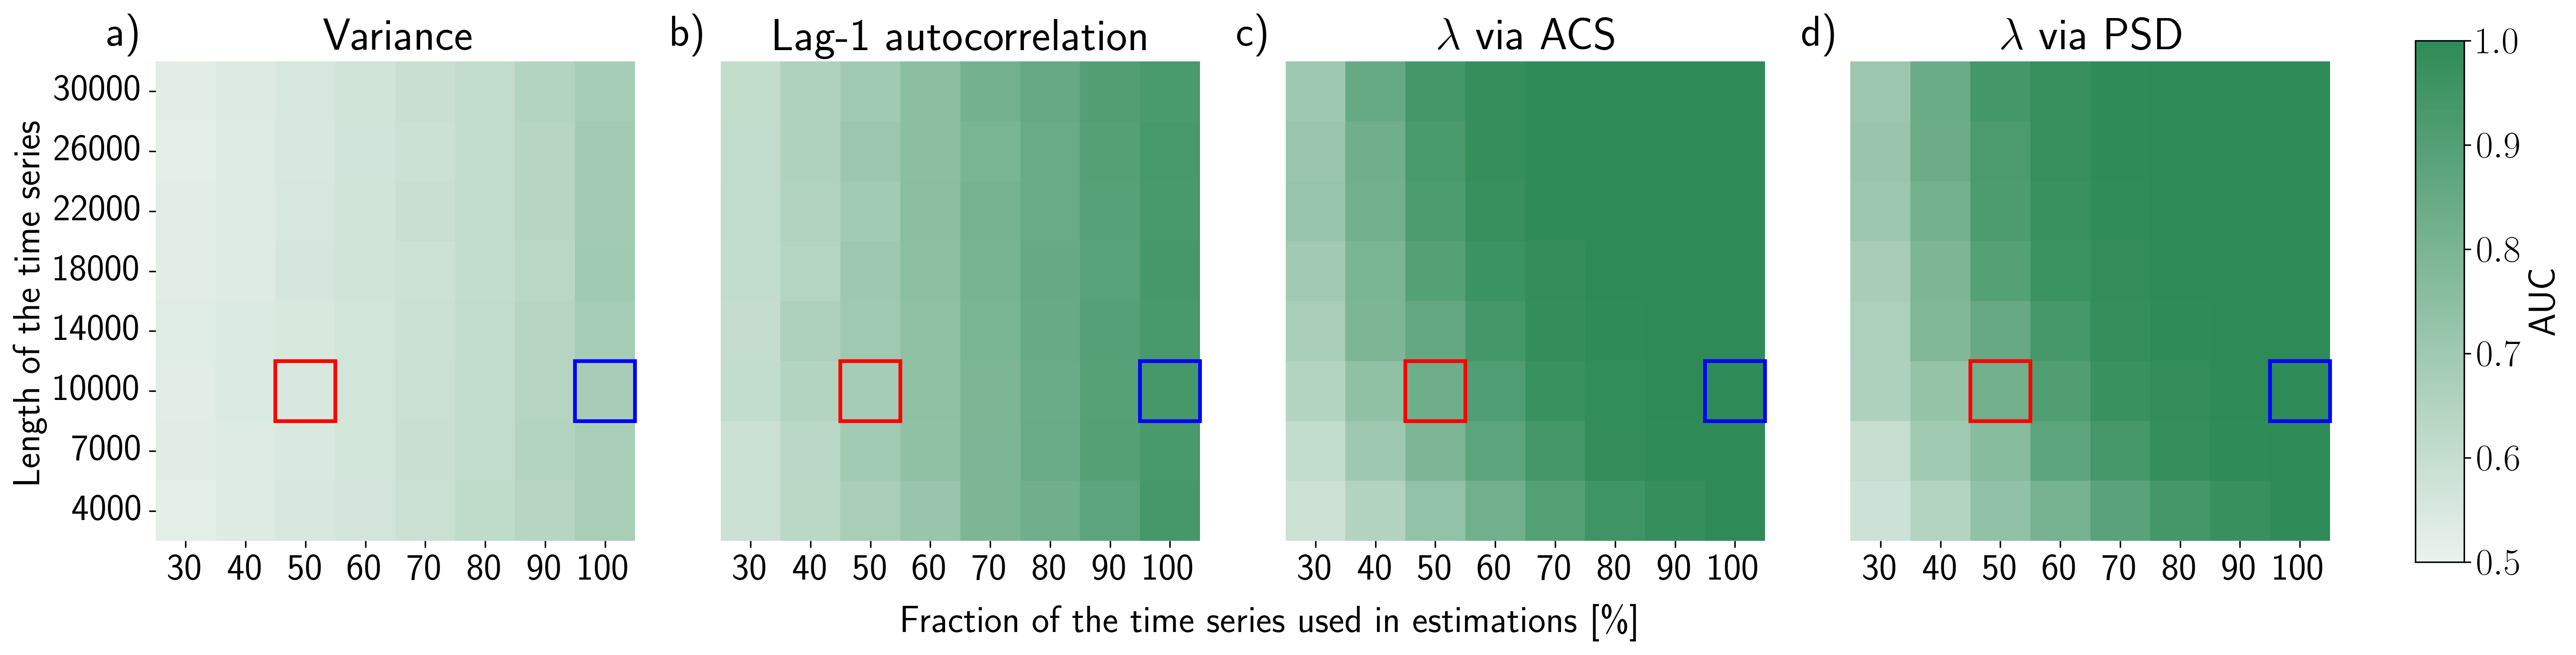 a) Variance
b) Lag-1 autocorrelation
c) λ via ACS
d) λ via PSD
Length of the time series
30000
26000
22000
18000
14000
10000
7000
4000
30 40 50 60 70 80 90 100
30 40 50 60 70 80 90 100
30 40 50 60 70 80 90 100
30 40 50 60 70 80 90 100
Fraction of the time series used in estimations [%]
1.0
0.9
0.8
0.7
0.6
0.5
AUC